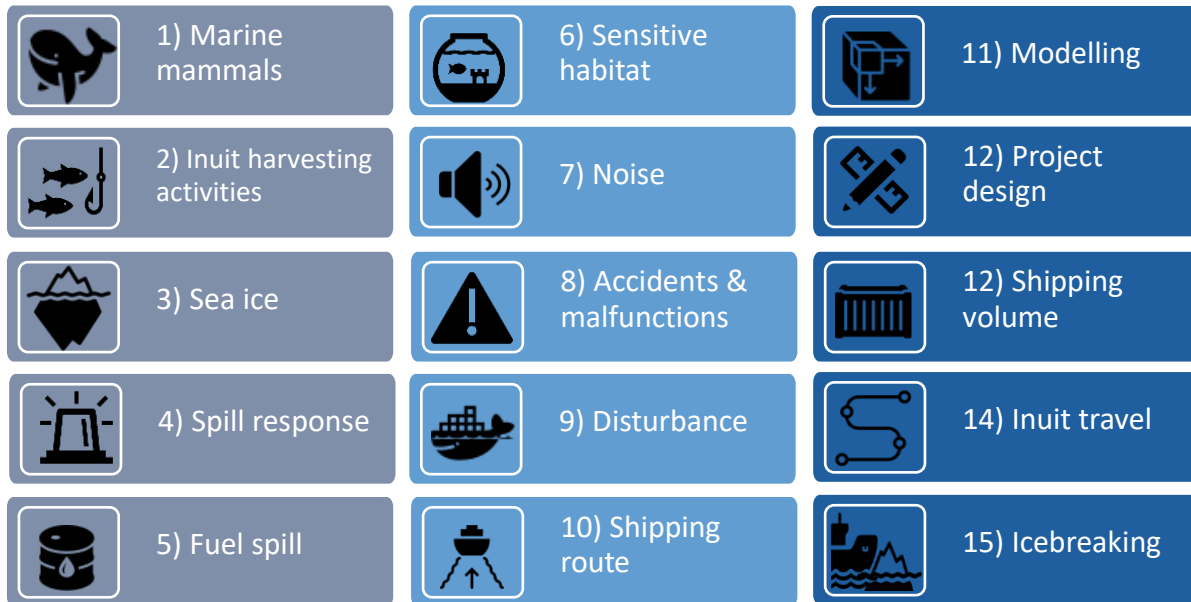 1) Marine
mammals
2) Inuit harvesting
activities
3) Sea ice
4) Spill response
5) Fuel spill
6) Sensitive
habitat
7) Noise
8) Accidents &
malfunctions
9) Disturbance
10) Shipping
route
11) Modelling
12) Project
design
12) Shipping
volume
14) Inuit travel
15) Icebreaking